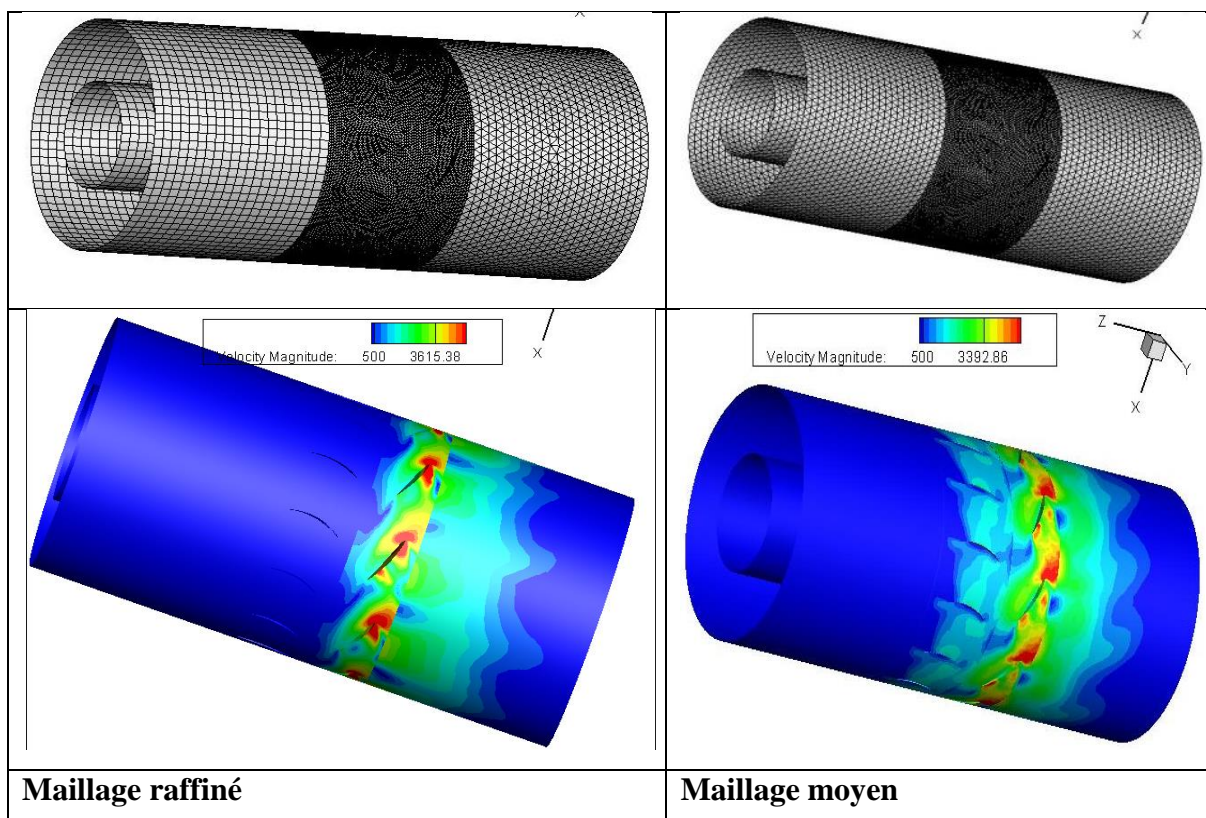 X
X
Velocity Magnitude: 500 3615.38
X
Velocity Magnitude: 500 3392.86
Z
Y
X
Maillage raffiné
Maillage moyen